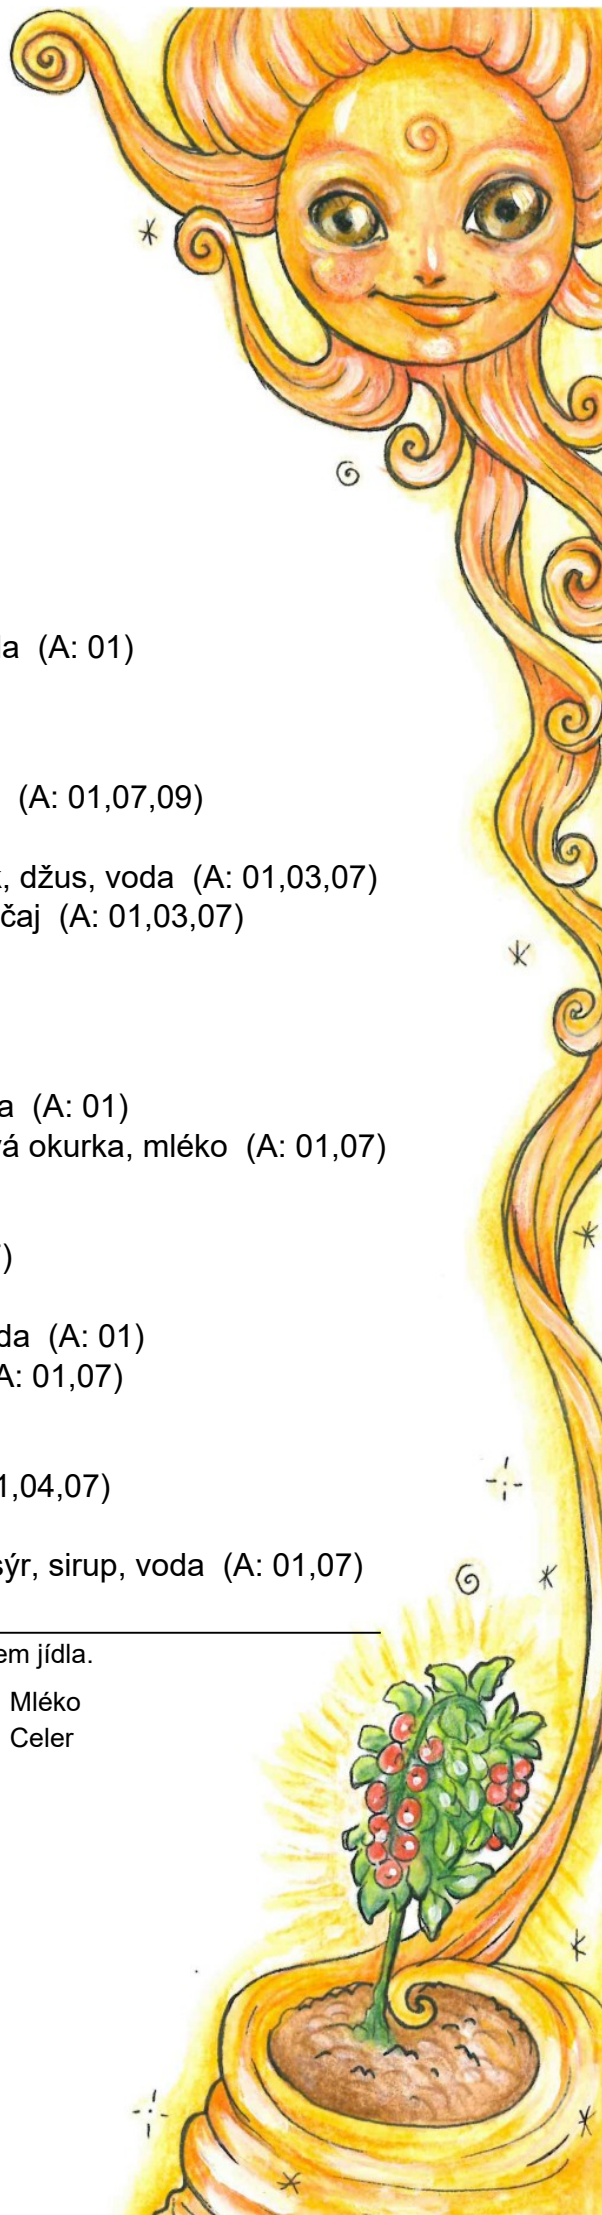 la (A: 01)
(A: 01,07,09)
, džus, voda (A: 01,03,07)
čaj (A: 01,03,07)
a (A: 01)
vá okurka, mléko (A: 01,07)
)
da (A: 01)
A: 01,07)
1,04,07)
sýr, sirup, voda (A: 01,07)
em jídla.
Mléko
Celer